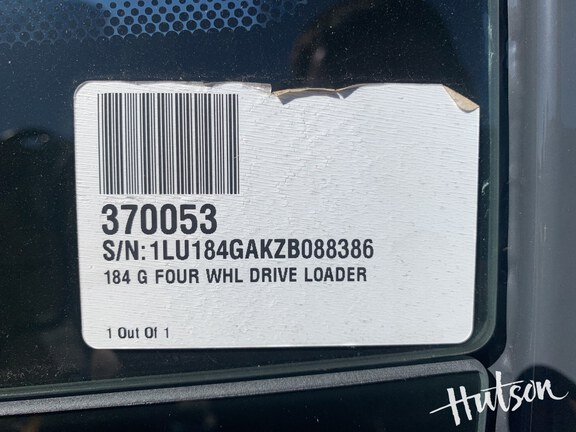 370053
S/N:1LU184GAKZB088386
184 G FOUR WHL DRIVE LOADER
1 Out Of 1
Hutson